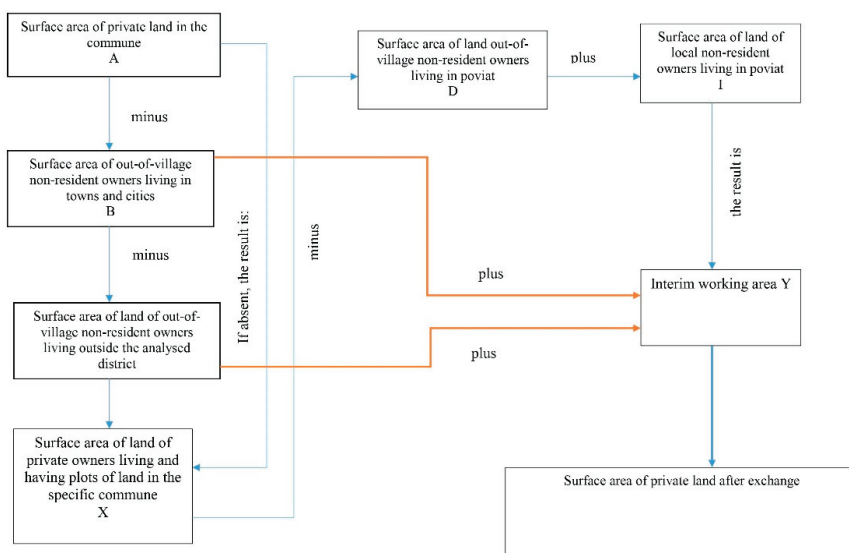 Surface area of private land in the
commune
A
minus
Surface area of out-of-village
non-resident owners living in
towns and cities
B
minus
Surface area of land of out-of-
village non-resident owners
living outside the analysed
district
Surface area of land of
private owners living and
having plots of land in the
specific commune
X
If absent, the result is:
minus
Surface area of land out-of-
village non-resident owners
living in poviat
D
plus
Surface area of land of
local non-resident
owners living in poviat
I
the result is
plus
plus
Interim working area Y
Surface area of private land after exchange